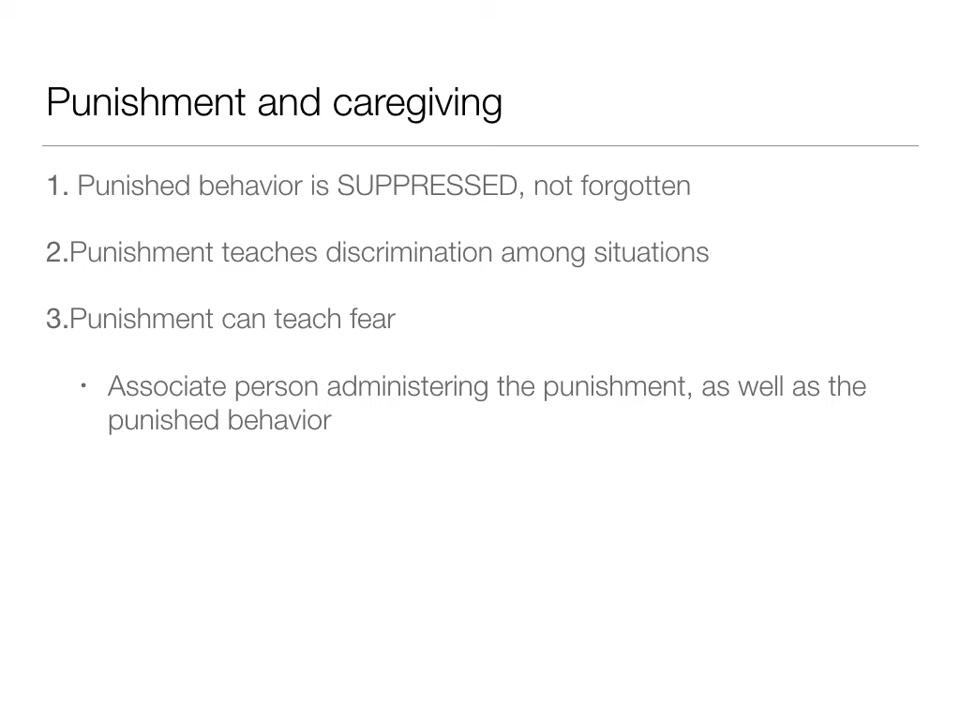 Punishment and caregiving
1. Punished behavior is SUPPRESSED, not forgotten
2.Punishment teaches discrimination among situations
3.Punishment can teach fear
• Associate person administering the punishment, as well as the
punished behavior